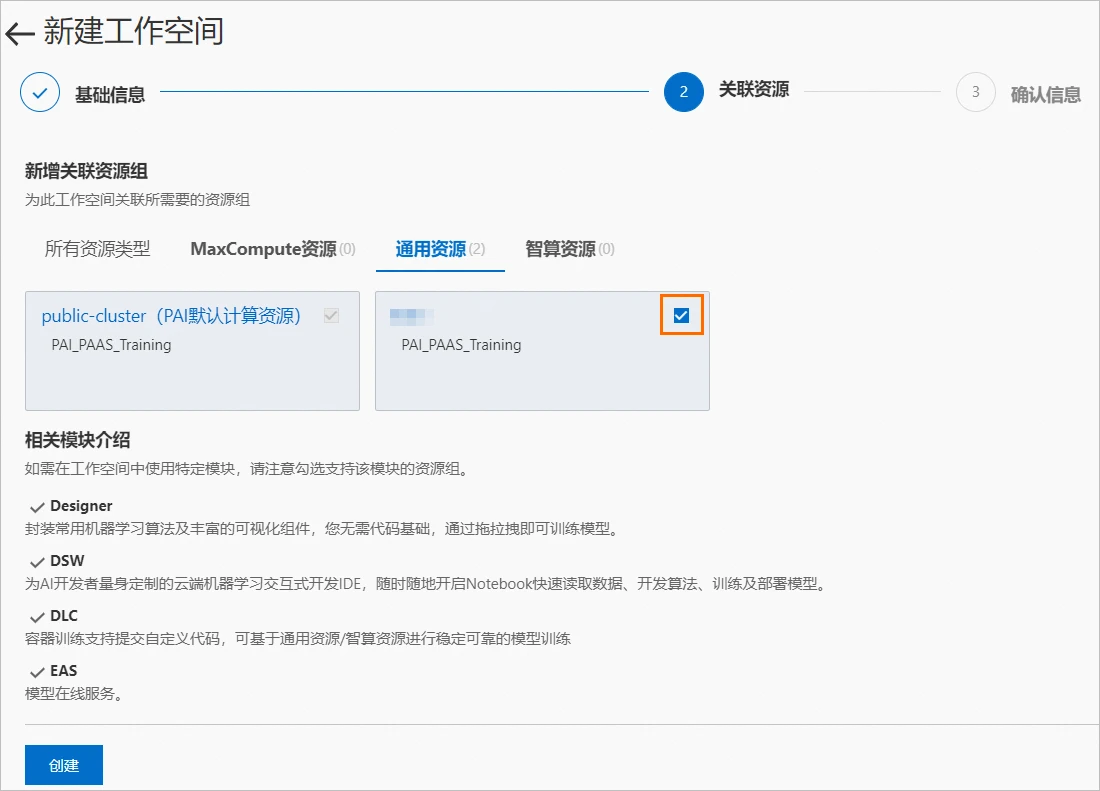 新建工作空间
基础信息
2 关联资源
3 确认信息
新增关联资源组
为此工作空间关联所需要的资源组
所有资源类型 MaxCompute资源(0) 通用资源(2) 智算资源(0)
public-cluster（PAI默认计算资源）
PAI_PAAS_Training
PAI_PAAS_Training
相关模块介绍
如需在工作空间中使用特定模块，请注意勾选支持该模块的资源组。
Designer
封装常用机器学习算法及丰富的可视化组件，您无需代码基础，通过拖拉拽即可训练模型。
DSW
为AI开发者量身定制的云端机器学习交互式开发IDE，随时随地开启Notebook快速读取数据、开发算法、训练及部署模型。
DLC
容器训练支持提交自定义代码，可基于通用资源/智算资源进行稳定可靠的模型训练
EAS
模型在线服务。
创建